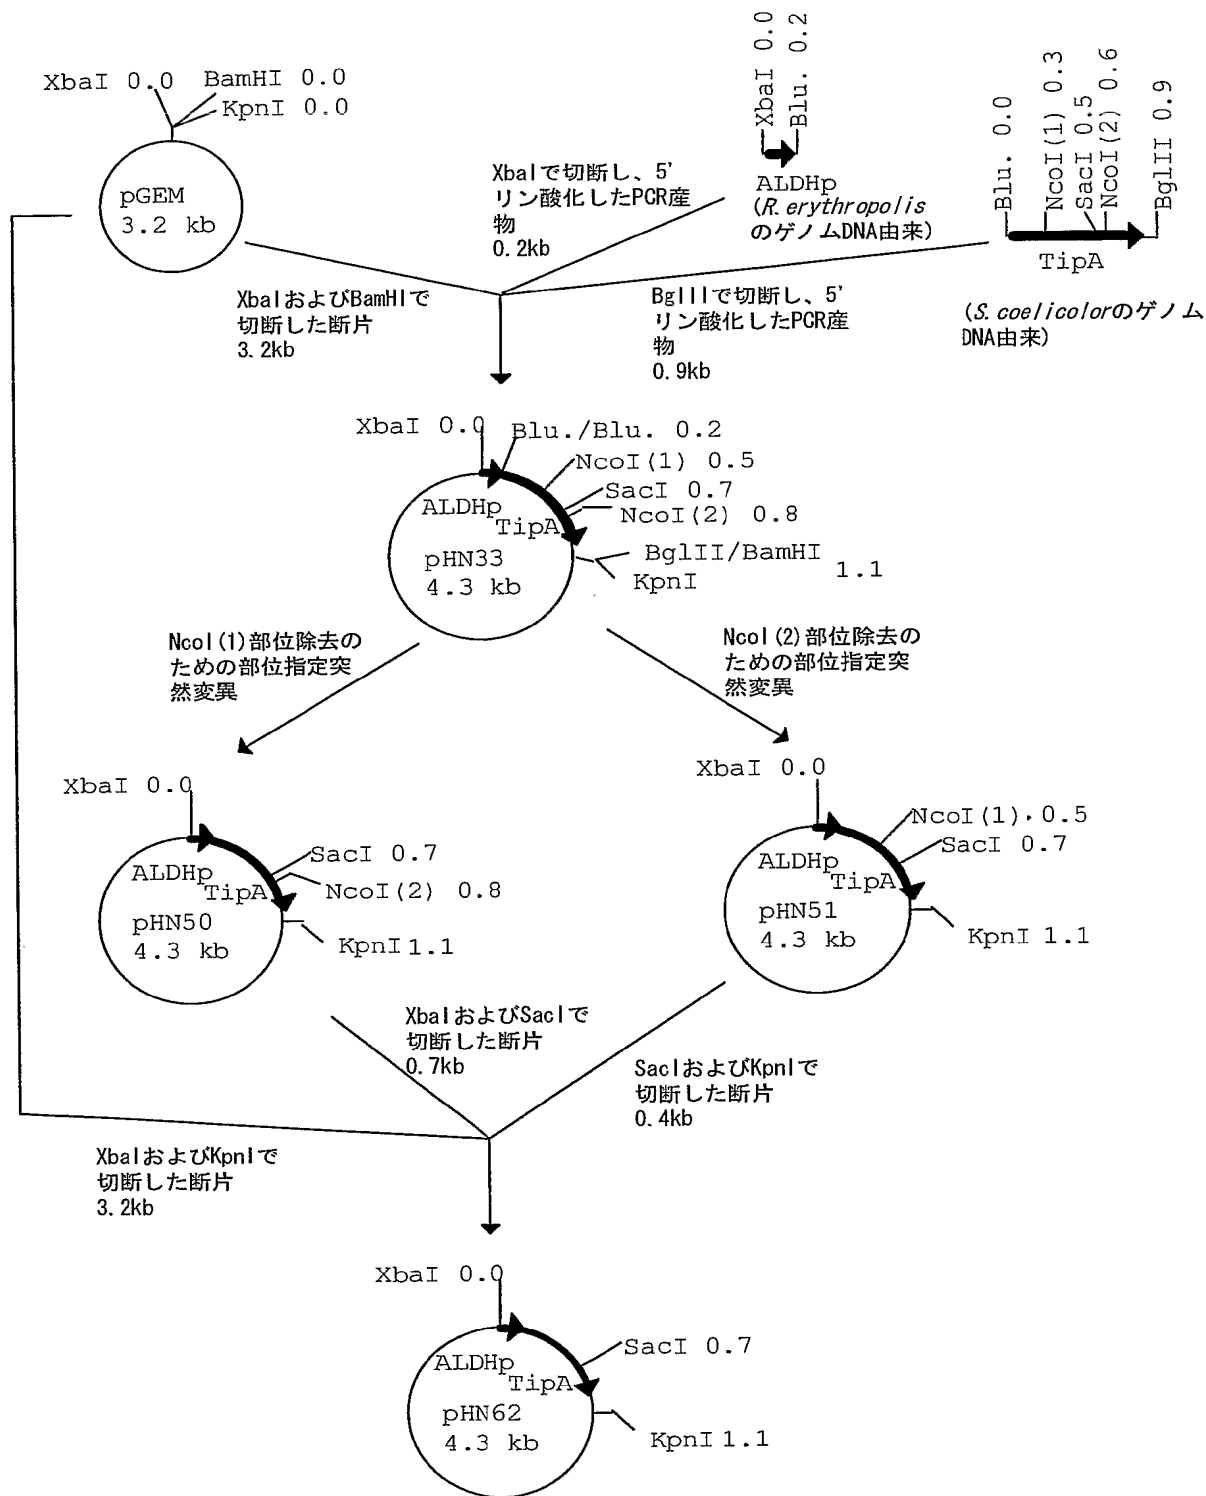 XbaI 0.0
BamHI 0.0
KpnI 0.0
pGEM
3.2 kb
XbaI 0.0
Blu. 0.2
ALDHp
(R.erythropolis
のゲノムDNA由来)
Blu. 0.0
NcoI(1) 0.3
SacI 0.5
NcoI(2) 0.6
BglII 0.9
TipA
(S.coelicolorのゲノム
DNA由来)
XbaIで切断し、5'
リン酸化したPCR産
物
0.2kb
XbaIおよびBamHIで
切断した断片
3.2kb
BglIIで切断し、5'
リン酸化したPCR産
物
0.9kb
XbaI 0.0
Blu./Blu. 0.2
NcoI(1) 0.5
SacI 0.7
NcoI(2) 0.8
BglII/BamHI
KpnI
1.1
ALDHp
TipA
pHN33
4.3 kb
NcoI(1)部位除去の
ための部位指定突
然変異
NcoI(2)部位除去の
ための部位指定突
然変異
XbaI 0.0
SacI 0.7
NcoI(2) 0.8
KpnI 1.1
ALDHp
TipA
pHN50
4.3 kb
XbaI 0.0
NcoI(1) 0.5
SacI 0.7
KpnI 1.1
ALDHp
TipA
pHN51
4.3 kb
XbaIおよびSacIで
切断した断片
0.7kb
SacIおよびKpnIで
切断した断片
0.4kb
XbaIおよびKpnIで
切断した断片
3.2kb
XbaI 0.0
SacI 0.7
KpnI 1.1
ALDHp
TipA
pHN62
4.3 kb